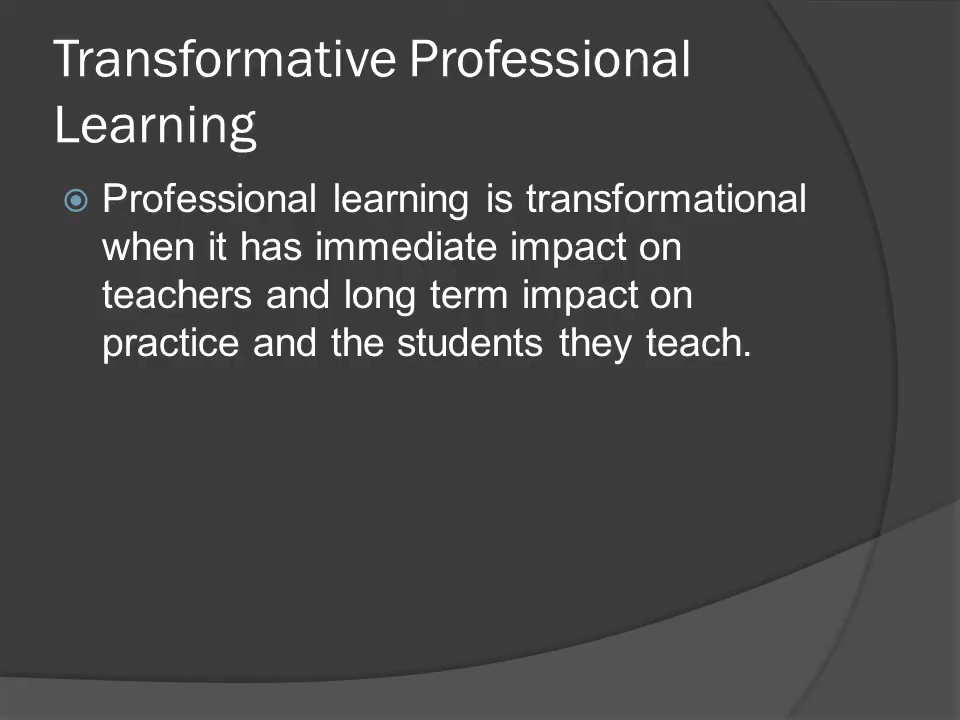 Transformative Professional
Learning
Professional learning is transformational
when it has immediate impact on
teachers and long term impact on
practice and the students they teach.